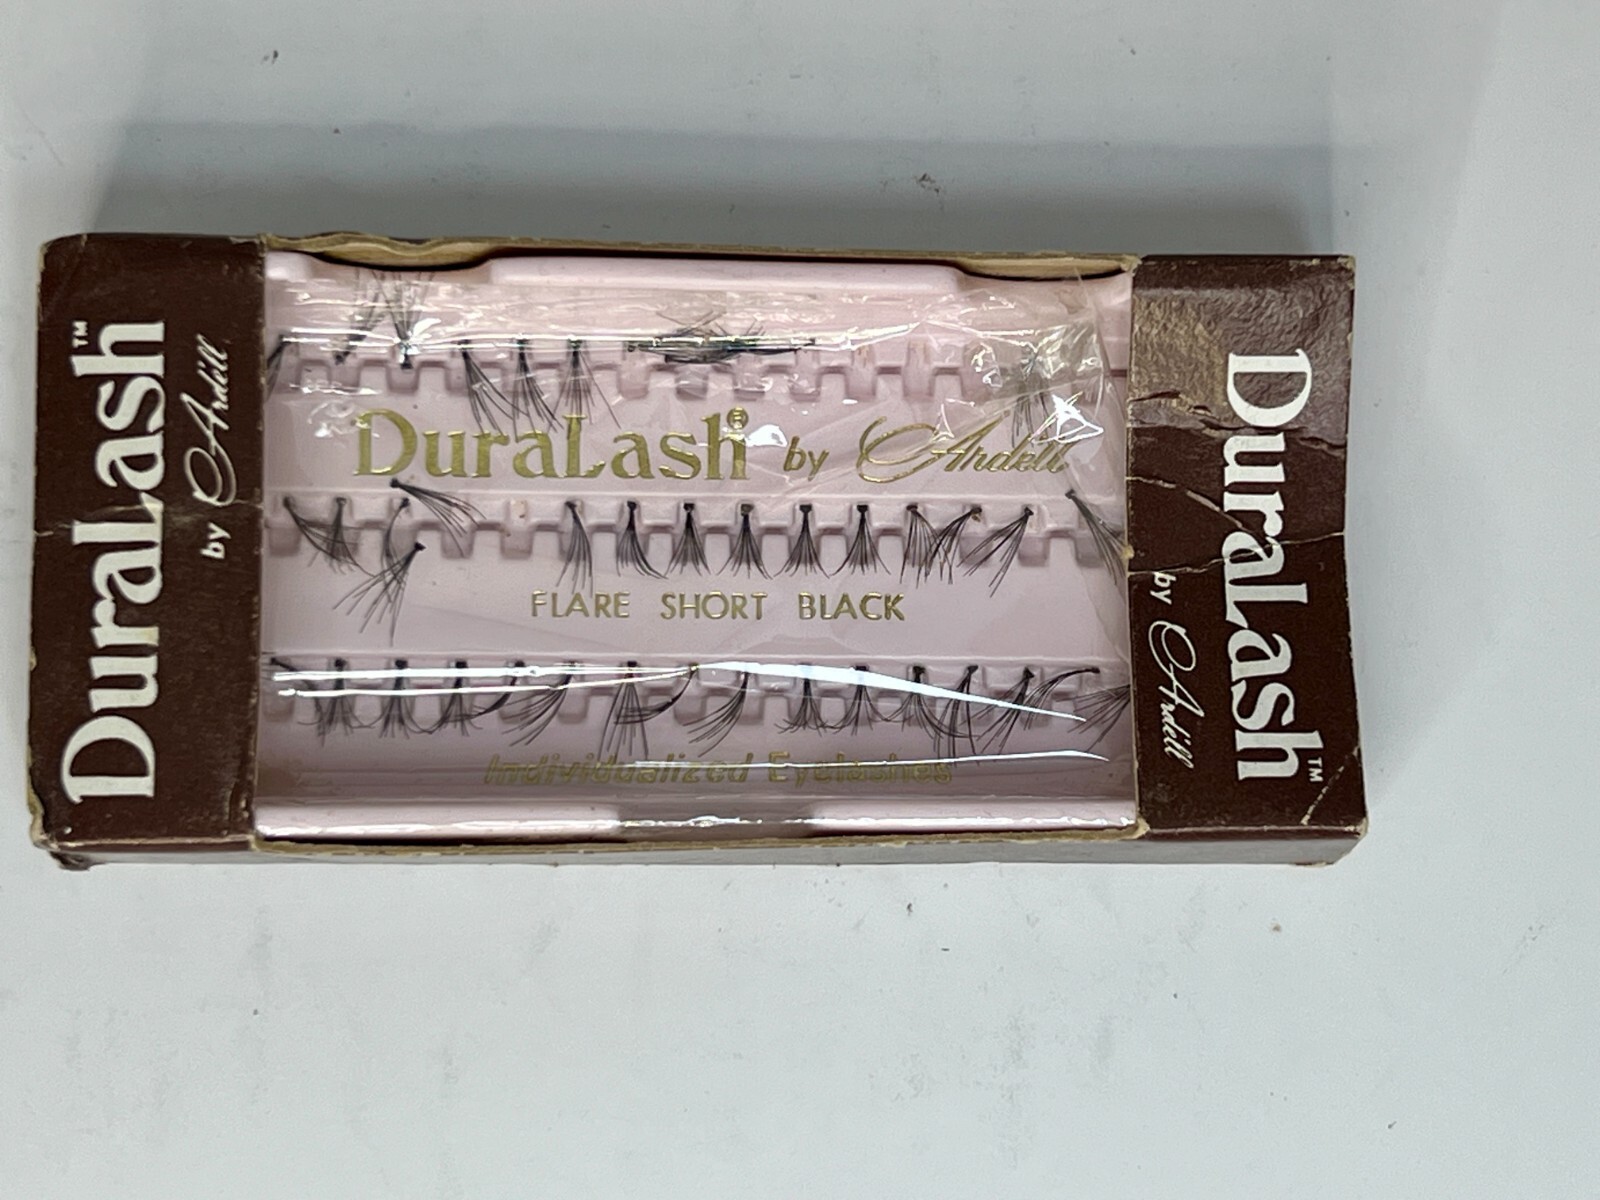 DuraLash™
by Ardell
DuraLash® by Ardell
FLARE SHORT BLACK
Individualized Eyelashes
DuraLash™
by Ardell